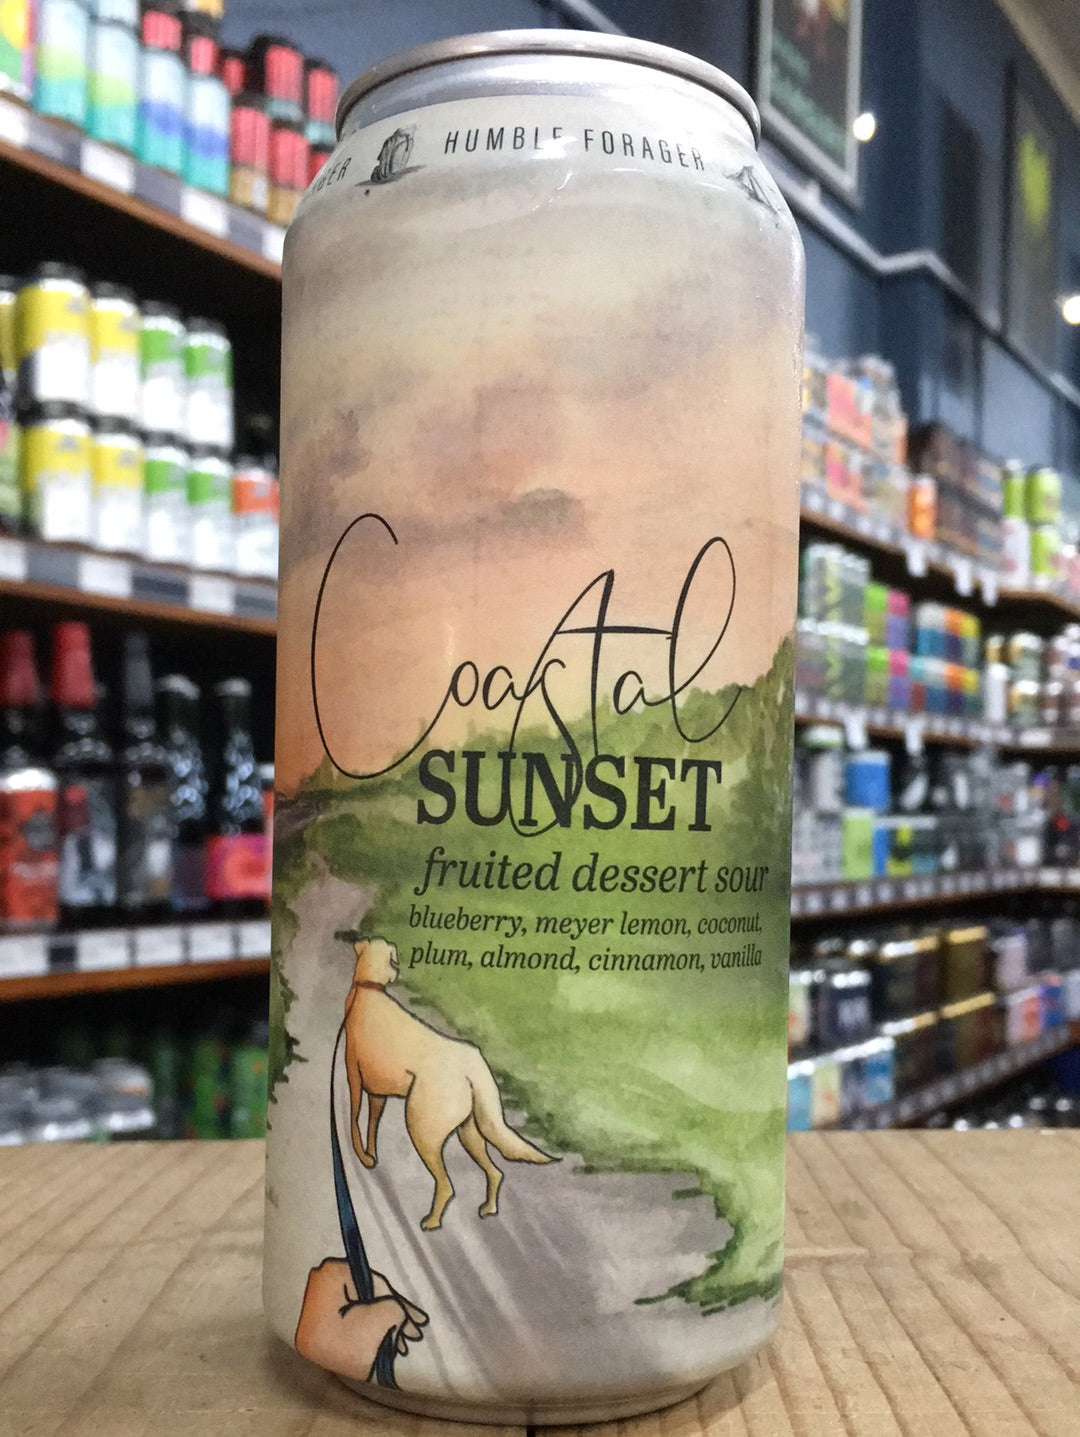 HUMBLE FORAGER
Coastal
SUNSET
fruited dessert sour
blueberry, meyer lemon, coconut,
plum, almond, cinnamon, vanilla